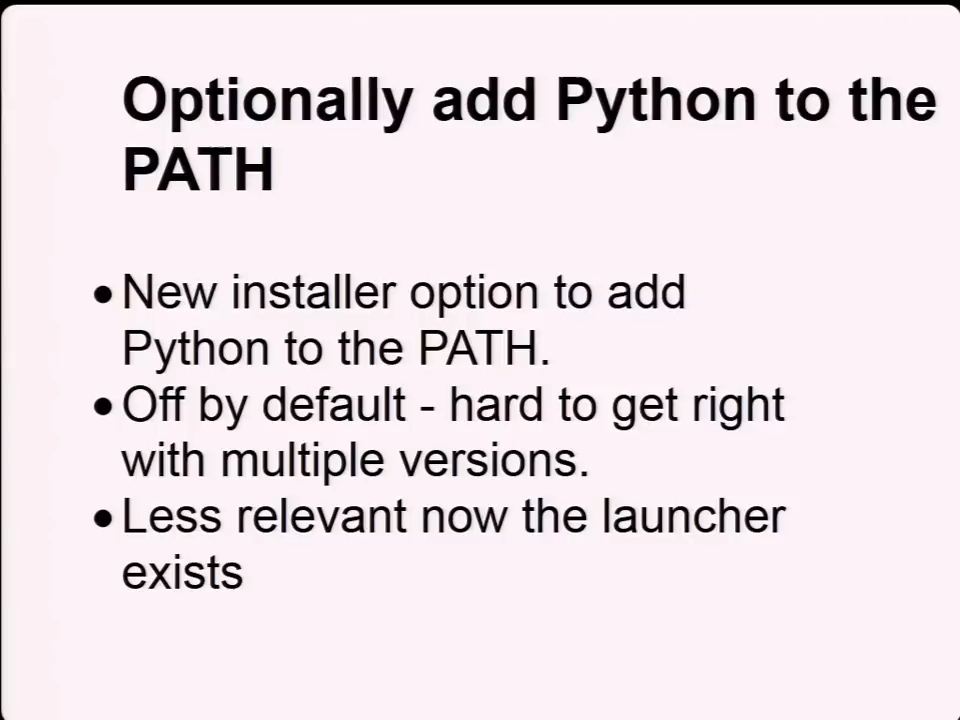 Optionally add Python to the
PATH
• New installer option to add
Python to the PATH.
• Off by default - hard to get right
with multiple versions.
• Less relevant now the launcher
exists